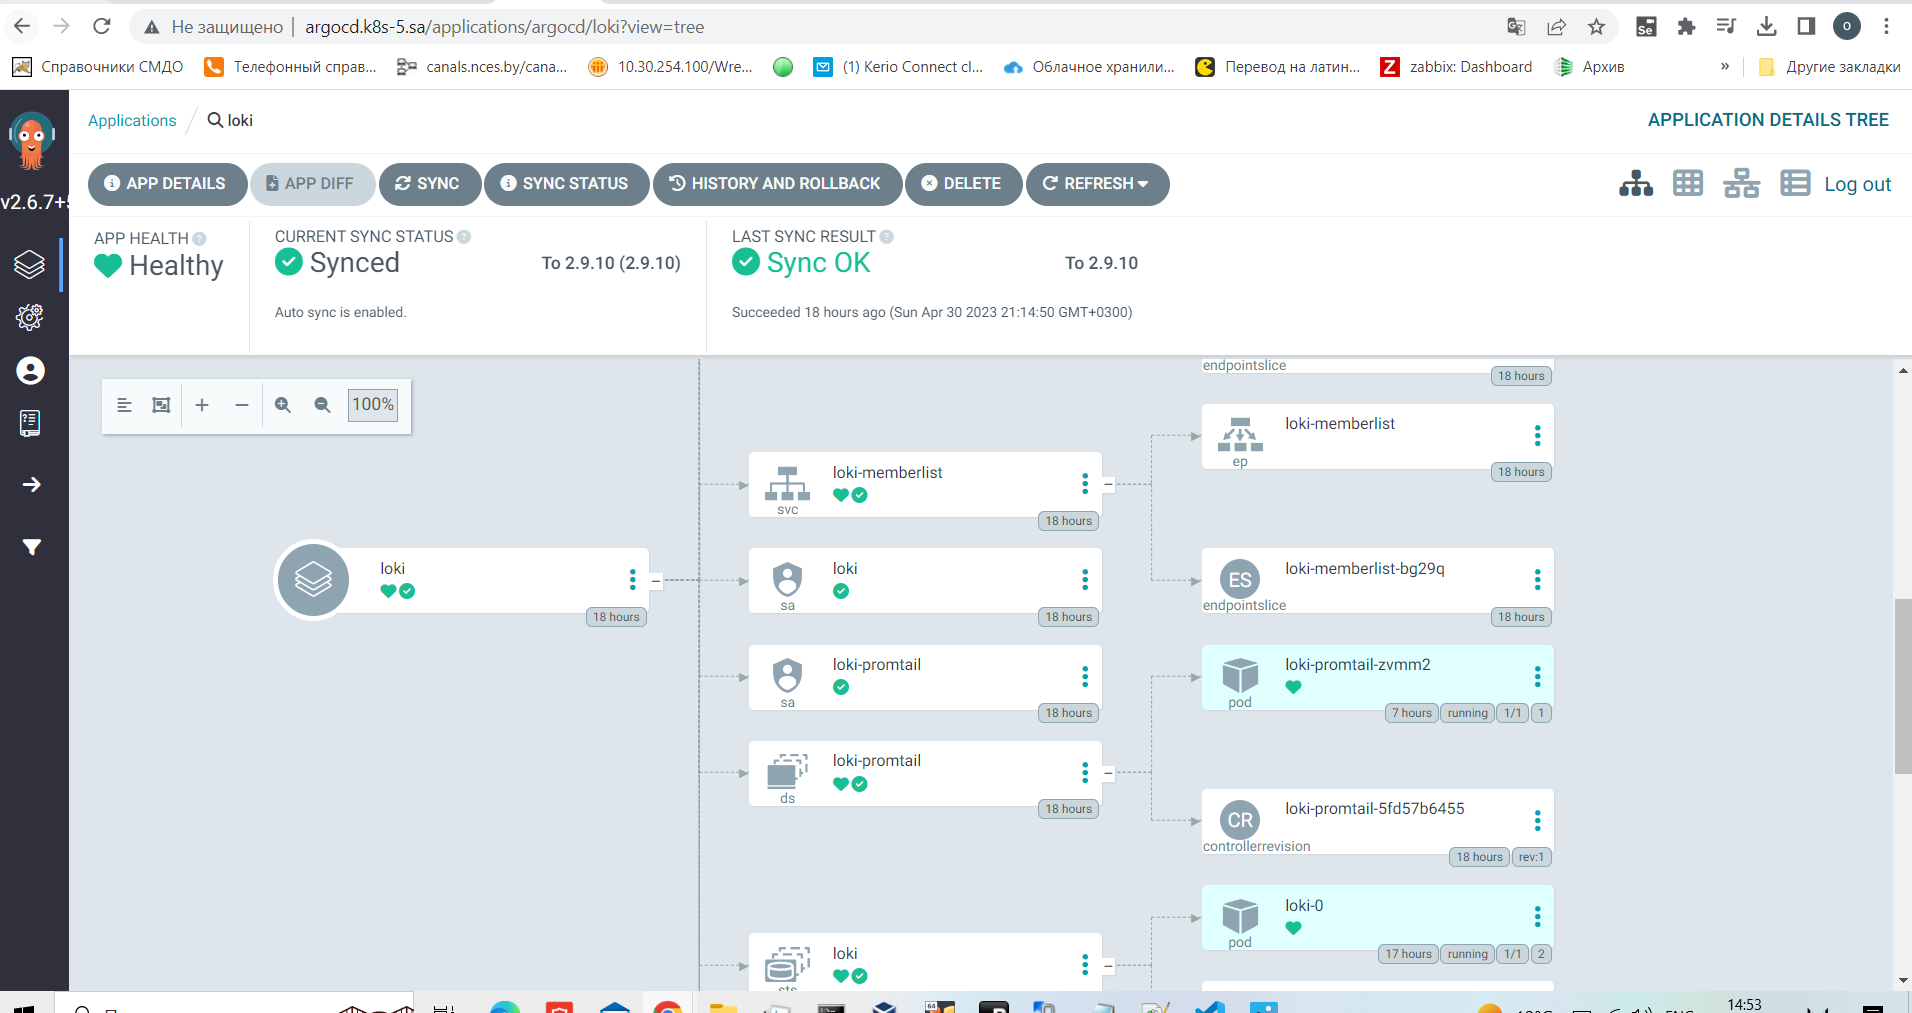 Не защищено | argocd.k8s-5.sa/applications/argocd/loki?view=tree
Se
o
Справочники СМДО
Телефонный справ...
canals.nces.by/cana...
10.30.254.100/Wre...
(1) Kerio Connect cl...
Облачное хранили...
Перевод на латин...
Z
zabbix: Dashboard
Архив
»
Другие закладки
Applications
loki
APPLICATION DETAILS TREE
APP DETAILS
APP DIFF
SYNC
SYNC STATUS
HISTORY AND ROLLBACK
DELETE
REFRESH
Log out
v2.6.7+
APP HEALTH
Healthy
CURRENT SYNC STATUS
Synced
To 2.9.10 (2.9.10)
Auto sync is enabled.
LAST SYNC RESULT
Sync OK
To 2.9.10
Succeeded 18 hours ago (Sun Apr 30 2023 21:14:50 GMT+0300)
100%
endpointslice
18 hours
loki-memberlist
ep
18 hours
loki-memberlist
svc
18 hours
loki
18 hours
loki
sa
18 hours
ES
loki-memberlist-bg29q
endpointslice
18 hours
loki-promtail
sa
18 hours
loki-promtail-zvmm2
pod
7 hours
running
1/1
1
loki-promtail
ds
18 hours
CR
loki-promtail-5fd57b6455
controllerrevision
18 hours
rev:1
loki-0
pod
17 hours
running
1/1
2
loki
sts
64
14:53